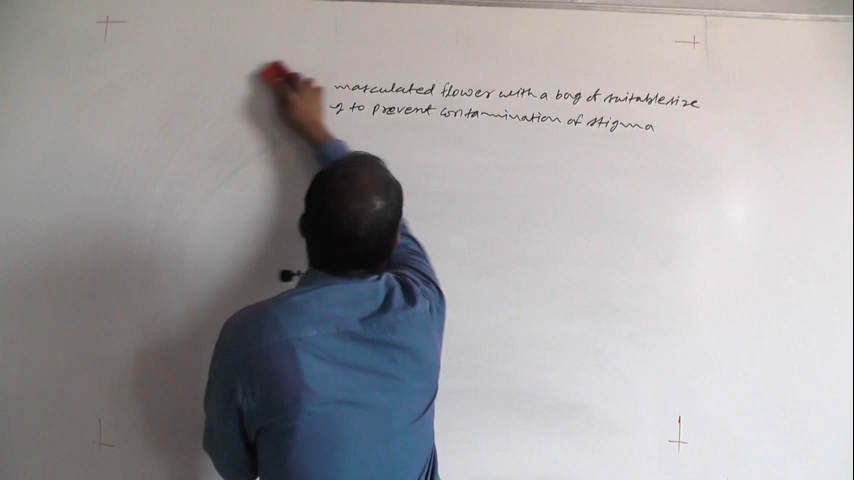 masculated flower with a bag of suitable size
to prevent contamination of stigma